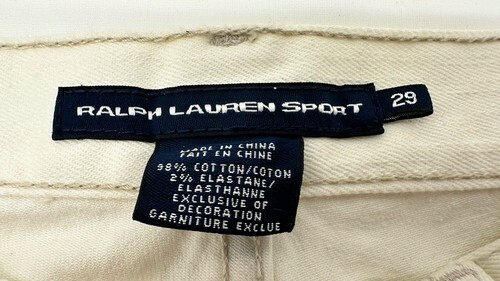 RALPH LAUREN SPORT
29
MADE IN CHINA
FAIT EN CHINE
98% COTTON/COTON
2% ELASTANE/
ELASTHANNE
EXCLUSIVE OF
DECORATION
GARNITURE EXCLUE